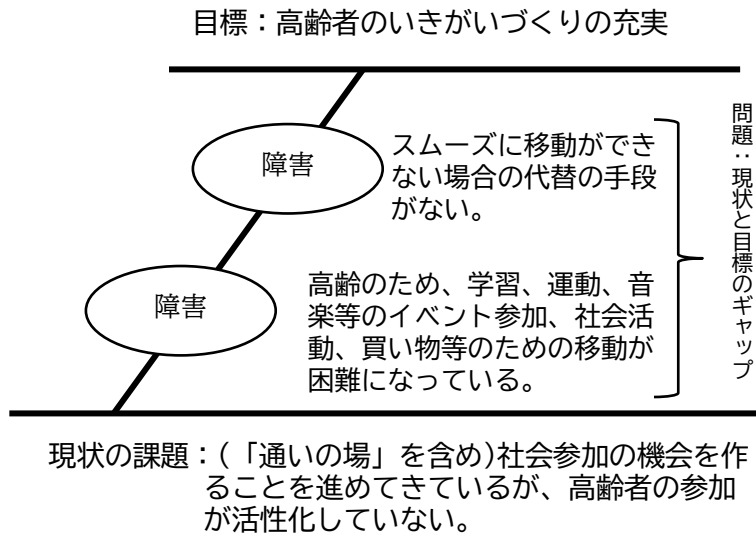 目標：高齢者のいきがいづくりの充実
障害
スムーズに移動ができ
ない場合の代替の手段
がない。
障害
高齢のため、学習、運動、音
楽等のイベント参加、社会活
動、買い物等のための移動が
困難になっている。
問題：現状と目標のギャップ
現状の課題：(「通いの場」を含め)社会参加の機会を作
ることを進めてきているが、高齢者の参加
が活性化していない。